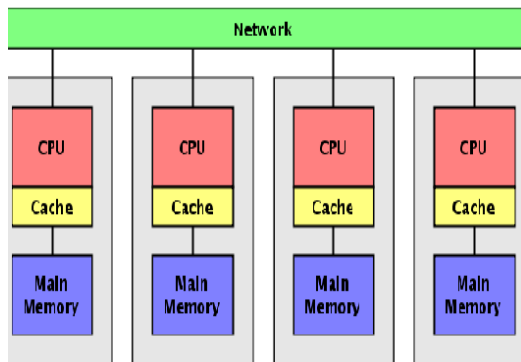 Network
CPU
Cache
Main
Memory
CPU
Cache
Main
Memory
CPU
Cache
Main
Memory
CPU
Cache
Main
Memory